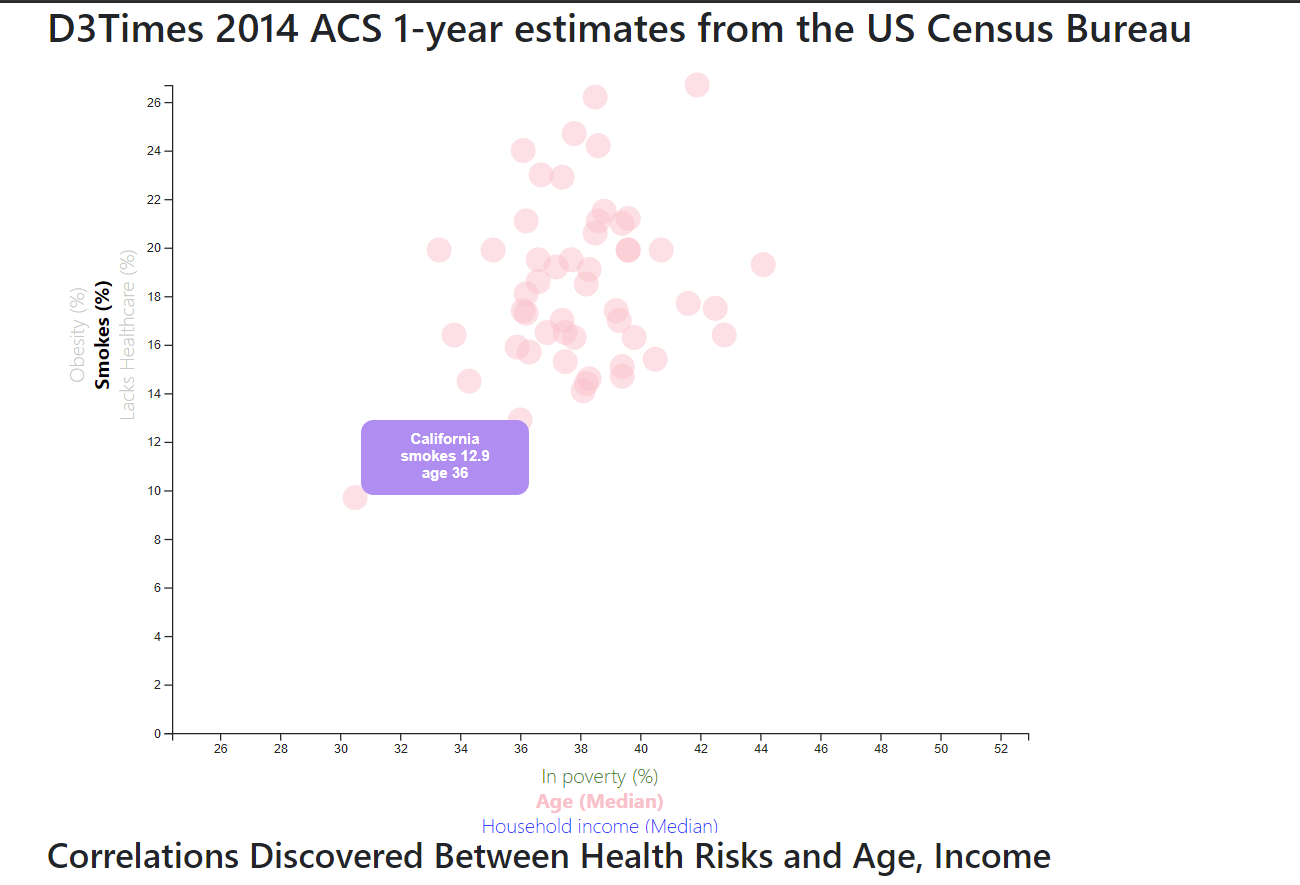 D3Times 2014 ACS 1-year estimates from the US Census Bureau
26
24
22
20
18
16
14
12
10
8
6
4
2
0
Obesity (%)
Smokes (%)
Lacks Healthcare (%)
California
smokes 12.9
age 36
26 28 30 32 34 36 38 40 42 44 46 48 50 52
In poverty (%)
Age (Median)
Household income (Median)
Correlations Discovered Between Health Risks and Age, Income